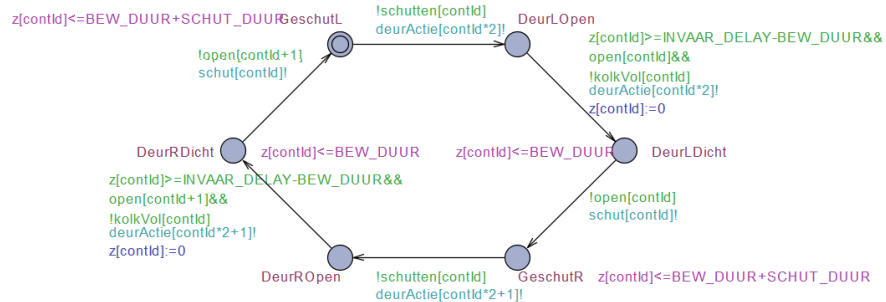 z[contId]<=BEW_DUUR+SCHUT_DUUR
GeschutL
!schutten[contId]
deurActie[contId*2]!
DeurLOpen
z[contId]>=INVAAR_DELAY-BEW_DUUR&&
open[contId]&&
!kolkVol[contId]
deurActie[contId*2]!
z[contId]:=0
!open[contId+1]
schut[contId]!
DeurRDicht
z[contId]<=BEW_DUUR
z[contId]<=BEW_DUUR
DeurLDicht
z[contId]>=INVAAR_DELAY-BEW_DUUR&&
open[contId+1]&&
!kolkVol[contId]
deurActie[contId*2+1]!
z[contId]:=0
!open[contId]
schut[contId]!
DeurROpen
!schutten[contId]
deurActie[contId*2+1]!
GeschutR
z[contId]<=BEW_DUUR+SCHUT_DUUR